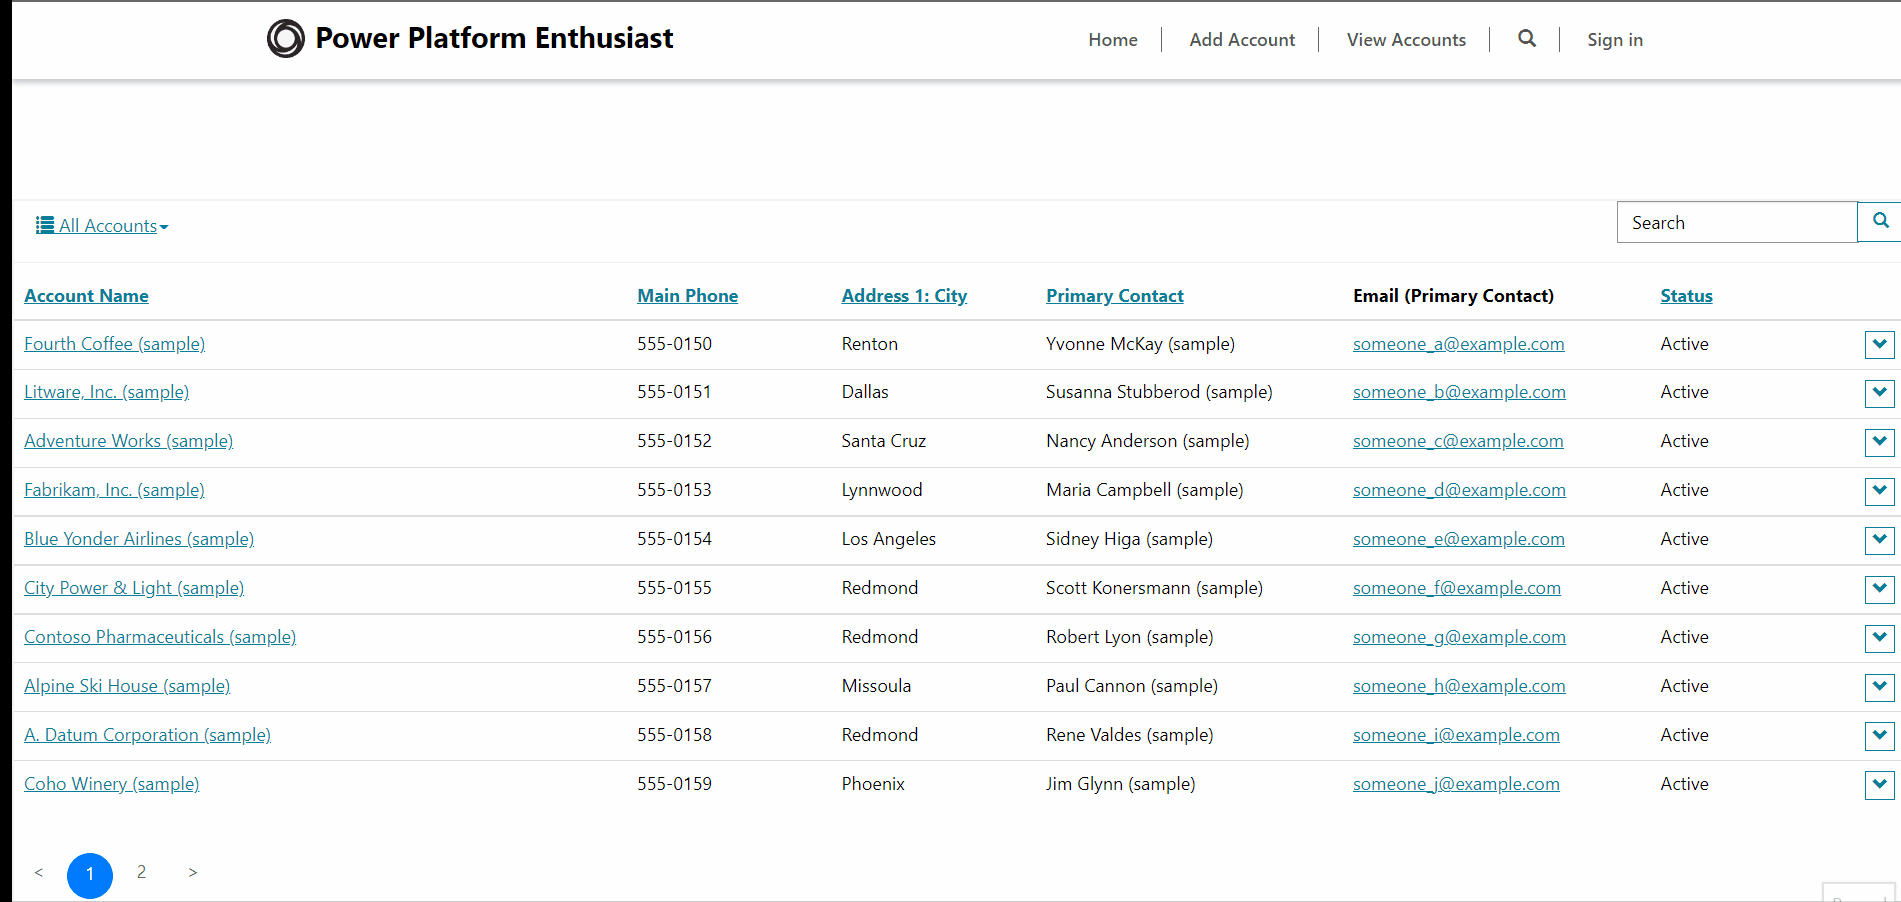 Power Platform Enthusiast
Home Add Account View Accounts Sign in
All Accounts
Search
Account Name Main Phone Address 1: City Primary Contact Email (Primary Contact) Status
Fourth Coffee (sample) 555-0150 Renton Yvonne McKay (sample) someone_a@example.com Active
Litware, Inc. (sample) 555-0151 Dallas Susanna Stubberod (sample) someone_b@example.com Active
Adventure Works (sample) 555-0152 Santa Cruz Nancy Anderson (sample) someone_c@example.com Active
Fabrikam, Inc. (sample) 555-0153 Lynnwood Maria Campbell (sample) someone_d@example.com Active
Blue Yonder Airlines (sample) 555-0154 Los Angeles Sidney Higa (sample) someone_e@example.com Active
City Power & Light (sample) 555-0155 Redmond Scott Konersmann (sample) someone_f@example.com Active
Contoso Pharmaceuticals (sample) 555-0156 Redmond Robert Lyon (sample) someone_g@example.com Active
Alpine Ski House (sample) 555-0157 Missoula Paul Cannon (sample) someone_h@example.com Active
A. Datum Corporation (sample) 555-0158 Redmond Rene Valdes (sample) someone_i@example.com Active
Coho Winery (sample) 555-0159 Phoenix Jim Glynn (sample) someone_j@example.com Active
< 1 2 >